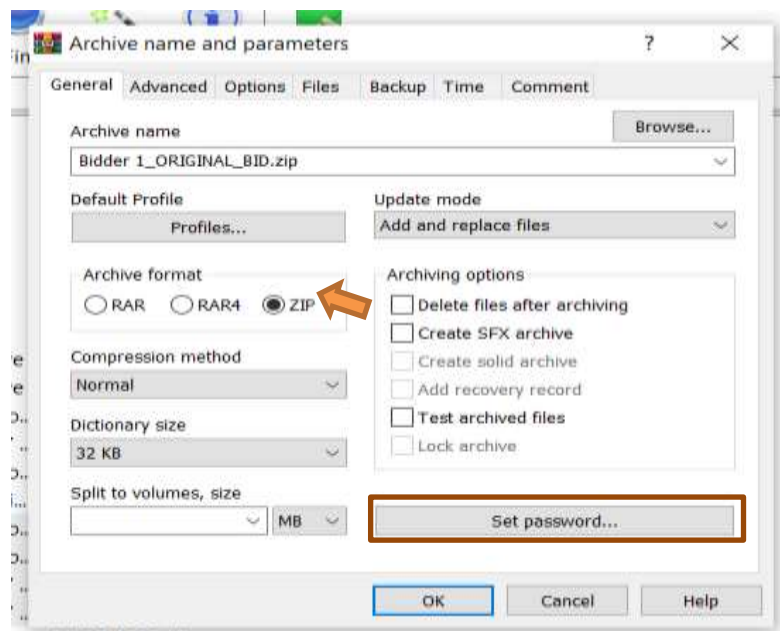 Archive name and parameters ? ×
General Advanced Options Files Backup Time Comment
Archive name
Browse...
Bidder 1_ORIGINAL_BID.zip
Default Profile
Profiles...
Update mode
Add and replace files
Archive format
RAR RAR4 ZIP
Archiving options
Delete files after archiving
Create SFX archive
Create solid archive
Add recovery record
Test archived files
Lock archive
Compression method
Normal
Dictionary size
32 KB
Split to volumes, size
MB
Set password...
OK Cancel Help